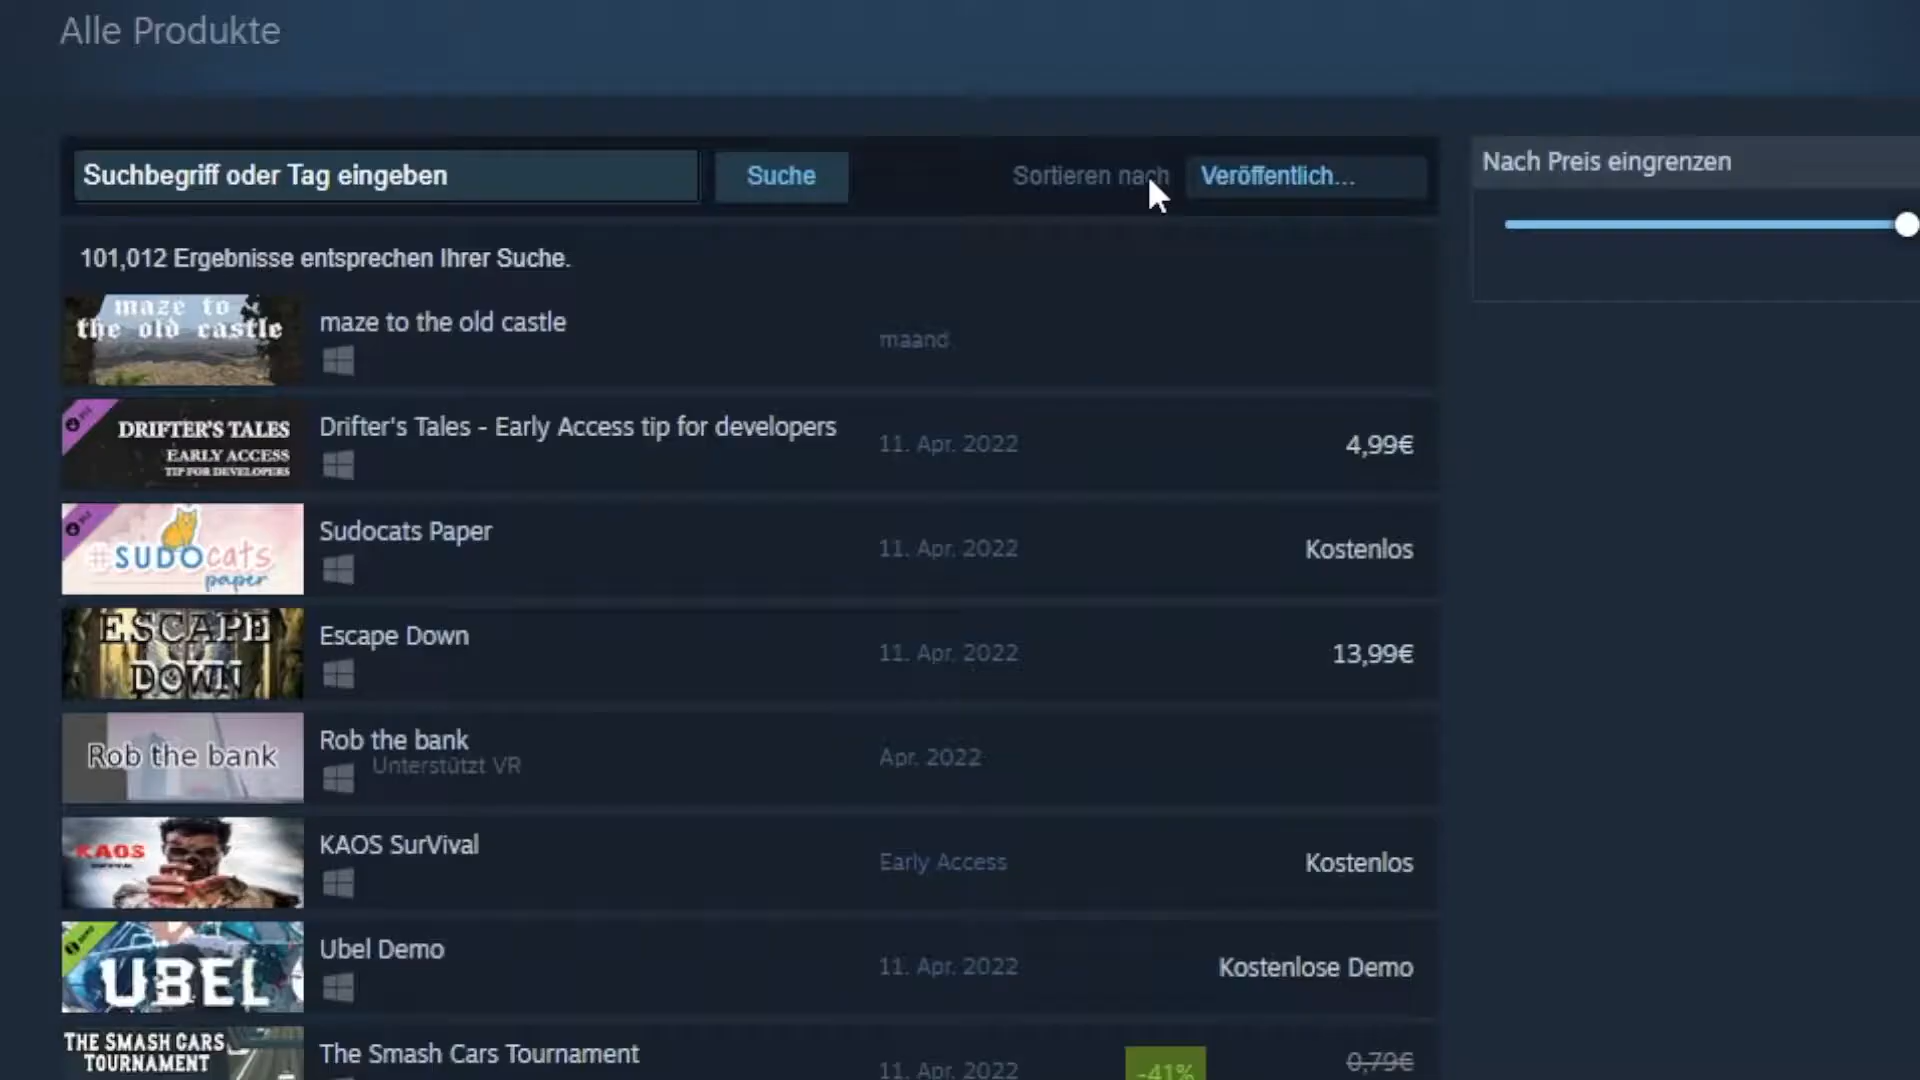 Alle Produkte
Suchbegriff oder Tag eingeben
Suche
Sortieren nach
Veröffentlich...
Nach Preis eingrenzen
101,012 Ergebnisse entsprechen Ihrer Suche.
maze to
the old castle
maze to the old castle
maand
DRIFTER'S TALES
EARLY ACCESS
TIP FOR DEVELOPERS
Drifter's Tales - Early Access tip for developers
11. Apr. 2022
4,99€
#SUDOcats
paper
Sudocats Paper
11. Apr. 2022
Kostenlos
ESCAPE
DOWN
Escape Down
11. Apr. 2022
13,99€
Rob the bank
Rob the bank
Unterstützt VR
Apr. 2022
KAOS
KAOS SurVival
Early Access
Kostenlos
UBEL
Ubel Demo
11. Apr. 2022
Kostenlose Demo
THE SMASH CARS
TOURNAMENT
The Smash Cars Tournament
11. Apr. 2022
-41%
0,79€